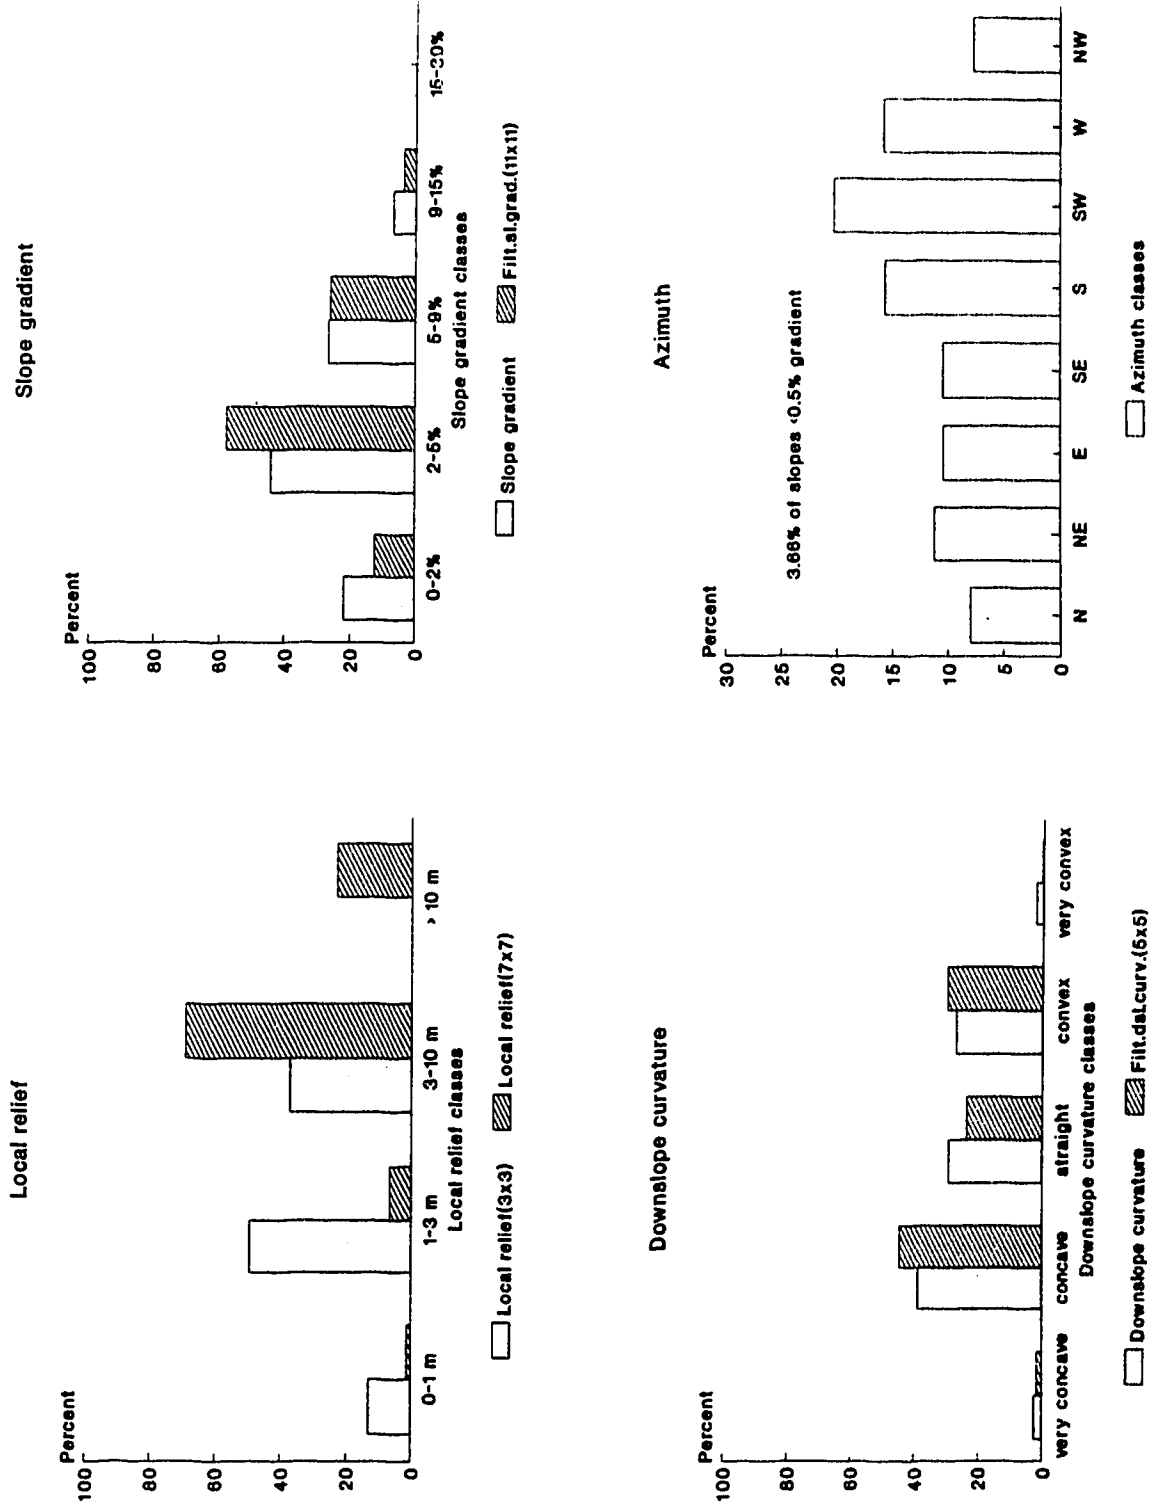 Local relief
Percent
100
80
60
40
20
0
0-1 m
1-3 m
3-10 m
>10 m
Local relief classes
Local relief(3x3)
Local relief(7x7)
Slope gradient
Percent
100
80
60
40
20
0
0-2%
2-5%
5-9%
9-15%
15-30%
Slope gradient classes
Slope gradient
Filt.sl.grad.(11x11)
Downslope curvature
Percent
100
80
60
40
20
0
very concave
concave
straight
convex
very convex
Downslope curvature classes
Downslope curvature
Filt.dsl.curv.(5x5)
Azimuth
Percent
30
25
20
15
10
5
0
3.66% of slopes <0.5% gradient
N
NE
E
SE
S
SW
W
NW
Azimuth classes